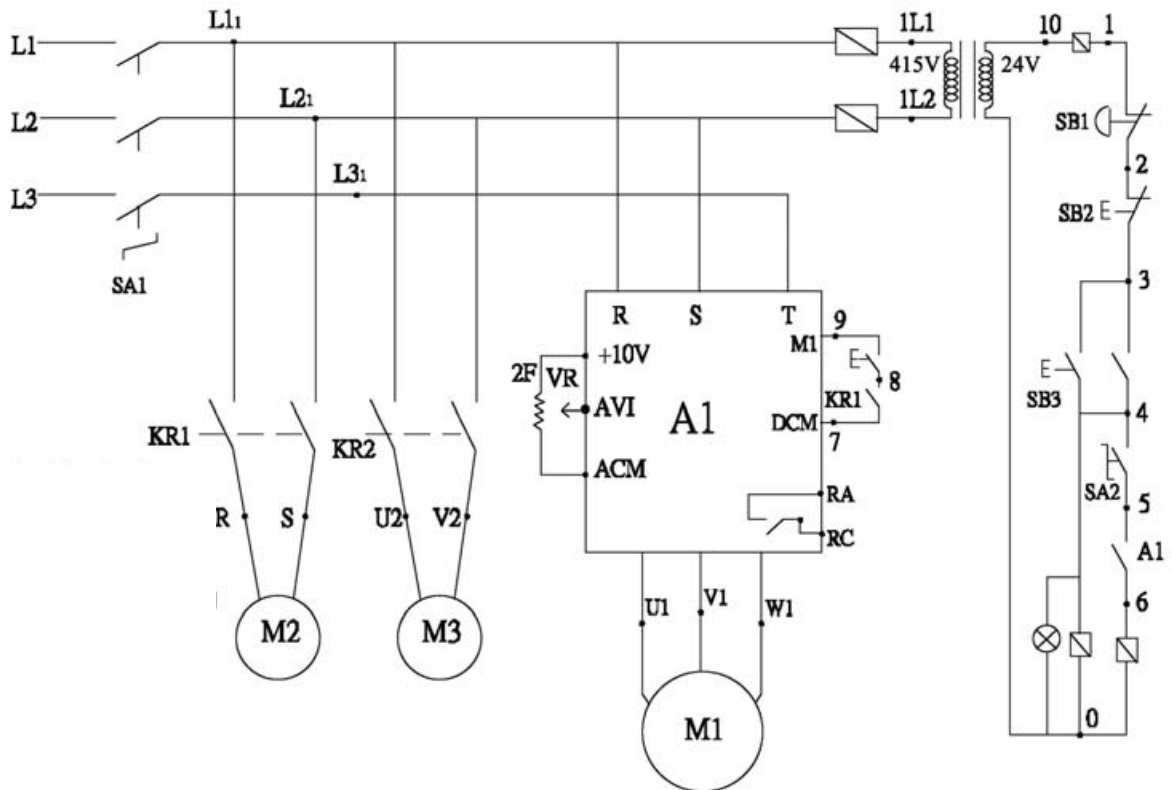 L1
L1₁
1L1
10
1
415V
24V
L2
L2₁
1L2
SB1
2
L3
L3₁
SB2
SA1
3
R
S
T
9
M1
+10V
2F
VR
8
KR1
SB3
AVI
A1
4
DCM
7
KR1
KR2
ACM
SA2
RA
5
R
S
U2
V2
RC
A1
6
U1
V1
W1
M2
M3
0
M1